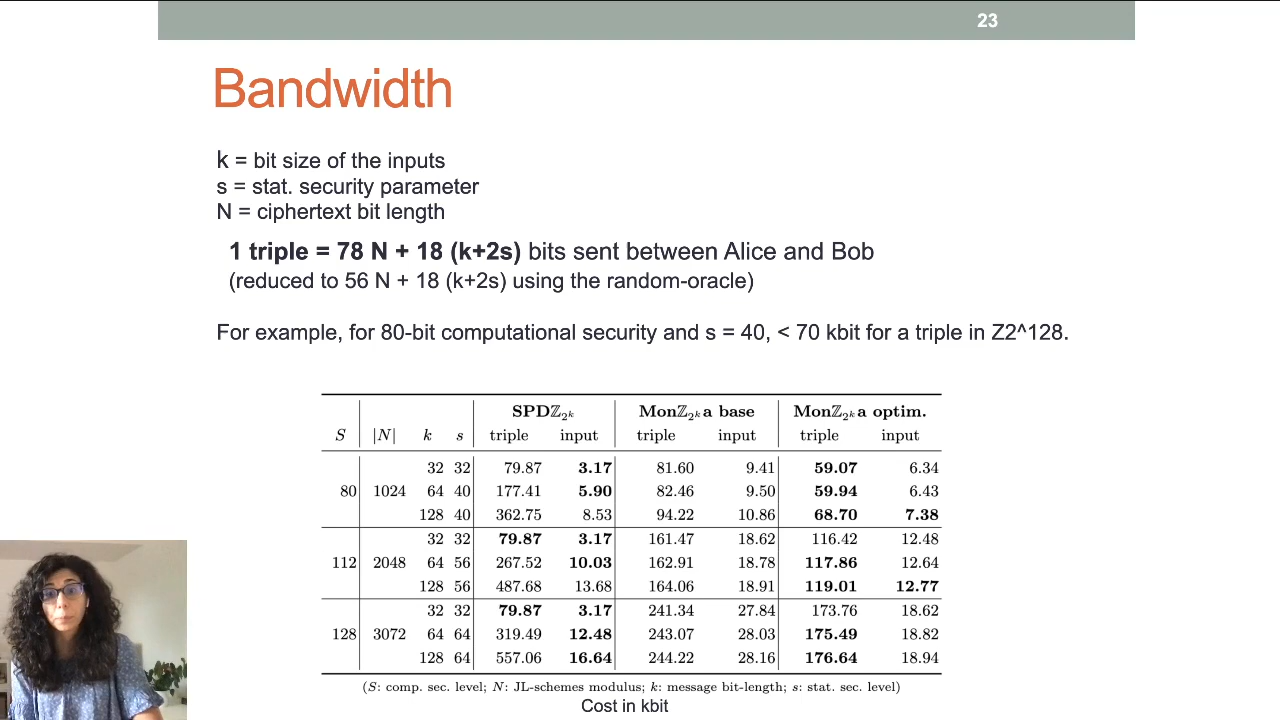 23
Bandwidth
k = bit size of the inputs
s = stat. security parameter
N = ciphertext bit length
1 triple = 78 N + 18 (k+2s) bits sent between Alice and Bob
(reduced to 56 N + 18 (k+2s) using the random-oracle)
For example, for 80-bit computational security and s = 40, < 70 kbit for a triple in Z2^128.
SPDℤ₂ₖ Monℤ₂ₖa base Monℤ₂ₖa optim.
S |N| k s triple input triple input triple input
32 32 79.87 3.17 81.60 9.41 59.07 6.34
80 1024 64 40 177.41 5.90 82.46 9.50 59.94 6.43
128 40 362.75 8.53 94.22 10.86 68.70 7.38
32 32 79.87 3.17 161.47 18.62 116.42 12.48
112 2048 64 56 267.52 10.03 162.91 18.78 117.86 12.64
128 56 487.68 13.68 164.06 18.91 119.01 12.77
32 32 79.87 3.17 241.34 27.84 173.76 18.62
128 3072 64 64 319.49 12.48 243.07 28.03 175.49 18.82
128 64 557.06 16.64 244.22 28.16 176.64 18.94
(S: comp. sec. level; N: JL-schemes modulus; k: message bit-length; s: stat. sec. level)
Cost in kbit